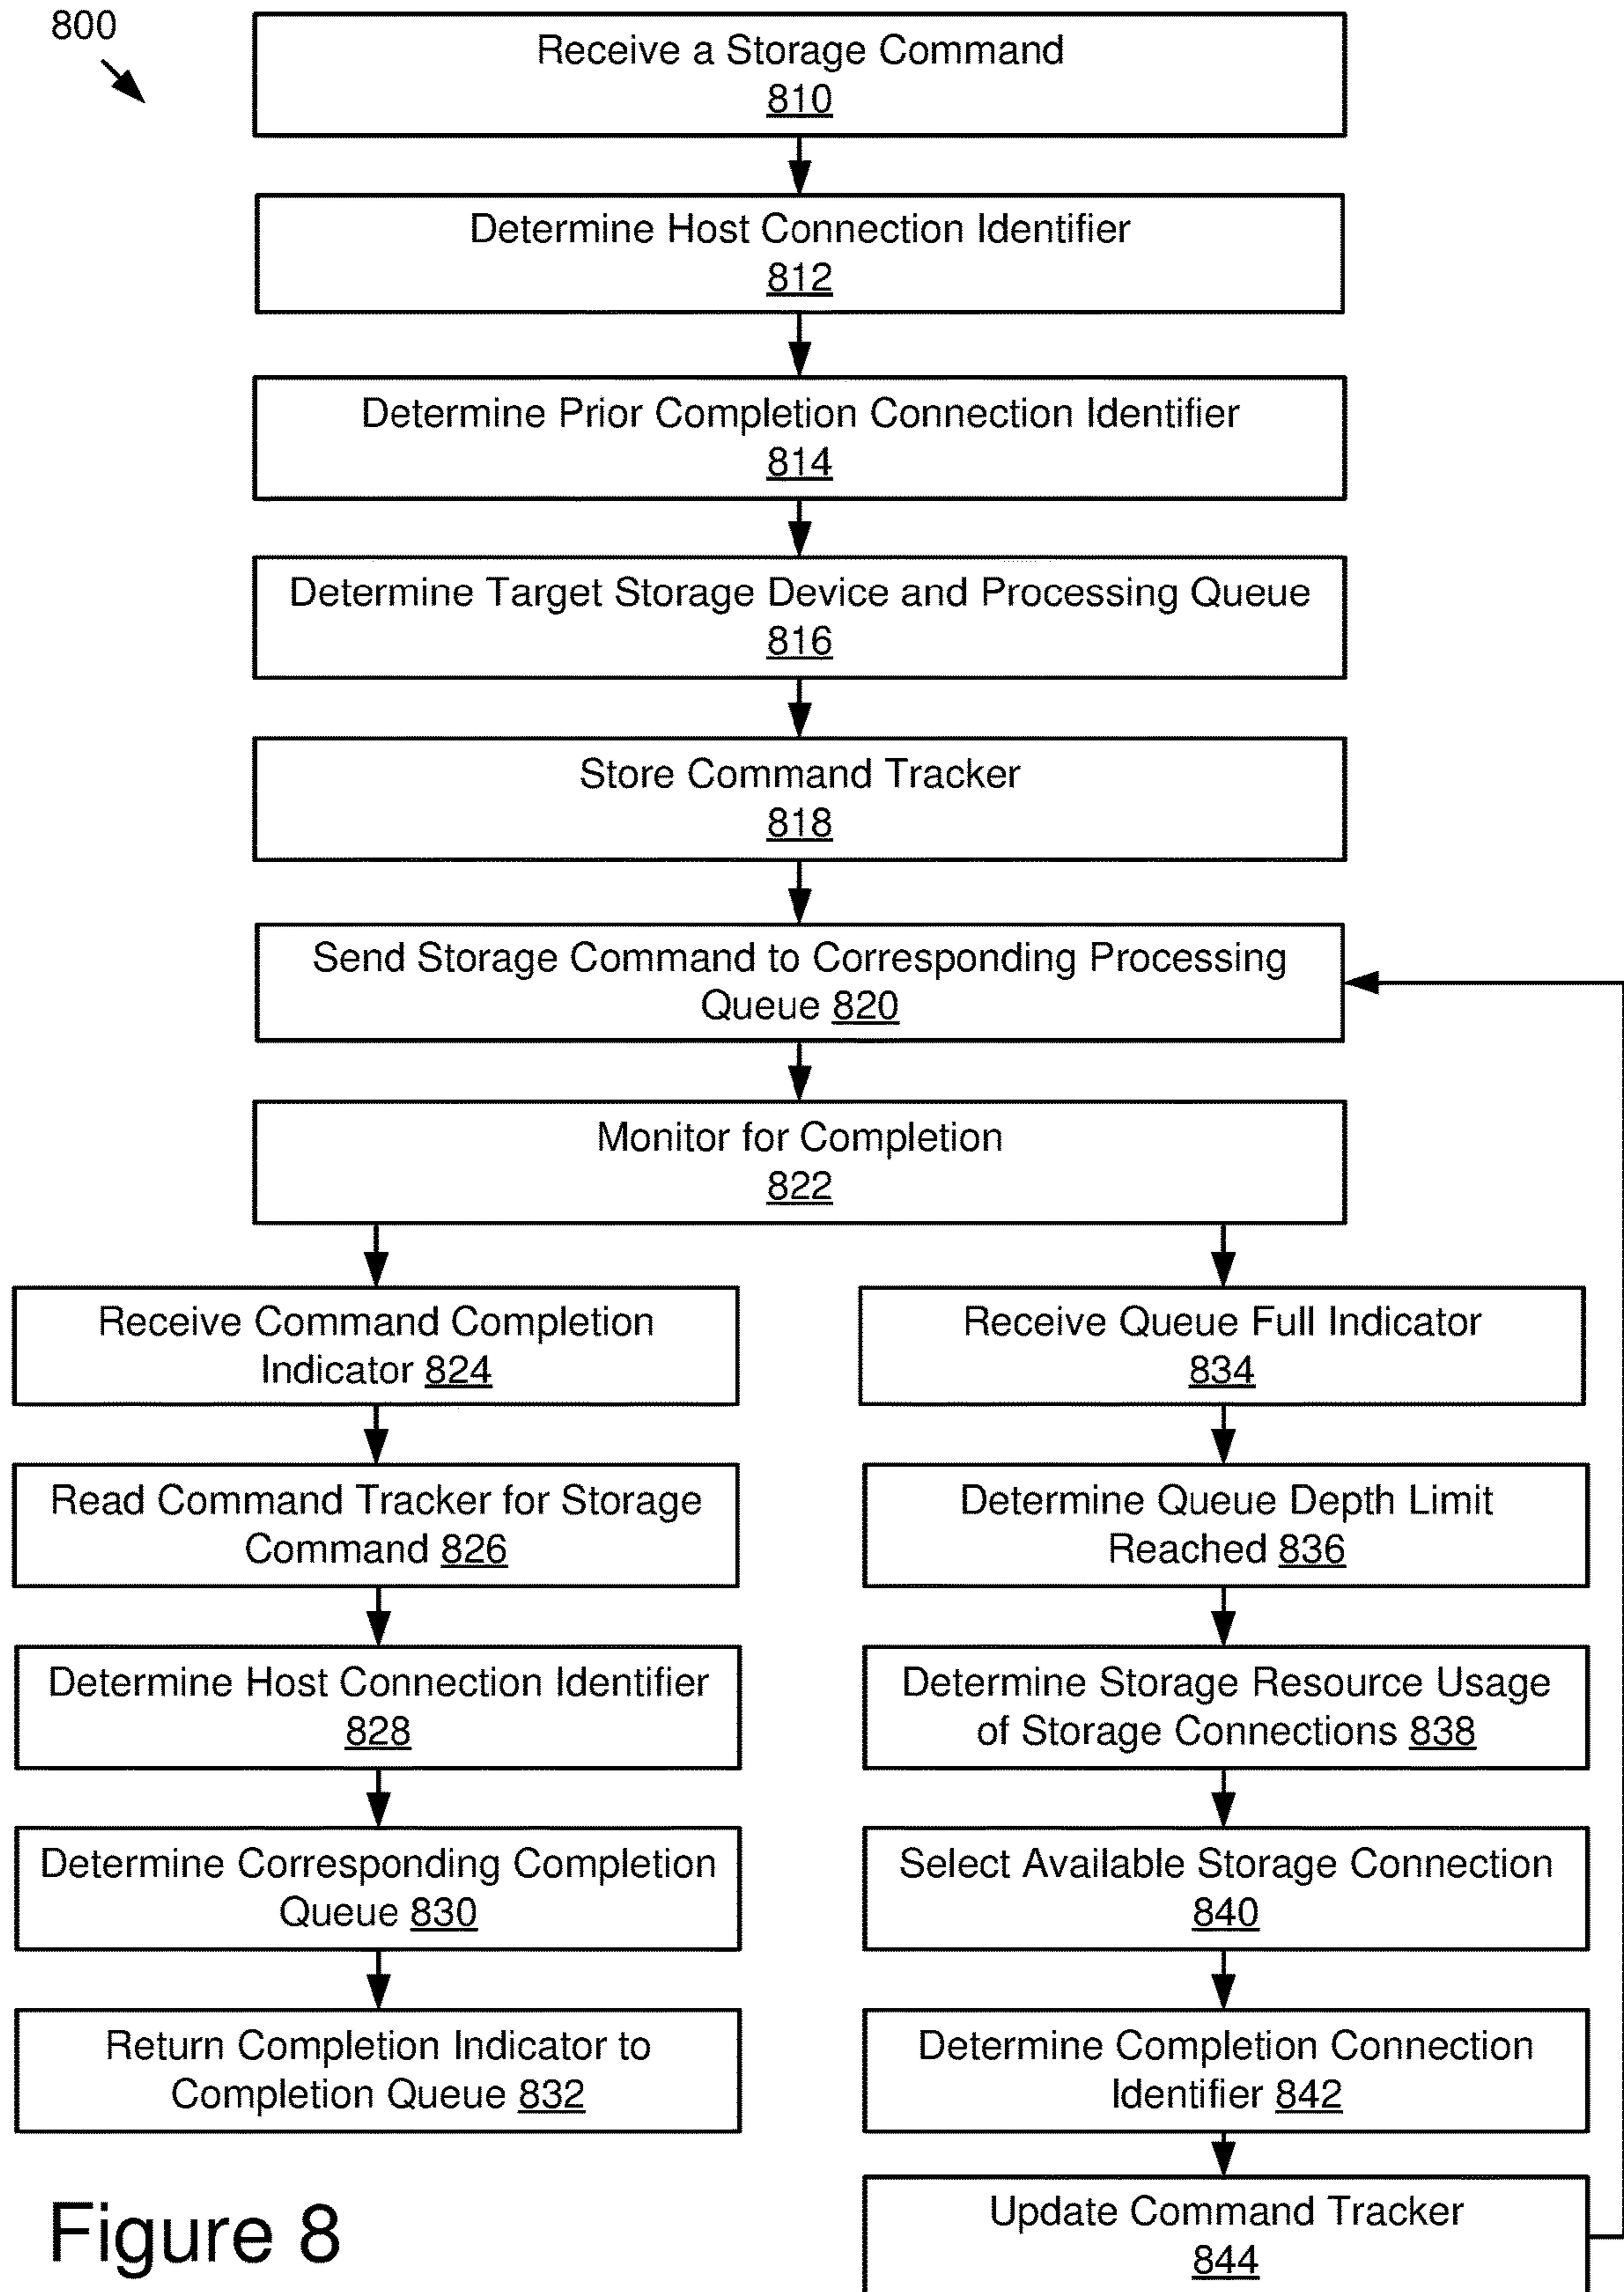 800
Receive a Storage Command
810
Determine Host Connection Identifier
812
Determine Prior Completion Connection Identifier
814
Determine Target Storage Device and Processing Queue
816
Store Command Tracker
818
Send Storage Command to Corresponding Processing
Queue 820
Monitor for Completion
822
Receive Command Completion
Indicator 824
Read Command Tracker for Storage
Command 826
Determine Host Connection Identifier
828
Determine Corresponding Completion
Queue 830
Return Completion Indicator to
Completion Queue 832
Receive Queue Full Indicator
834
Determine Queue Depth Limit
Reached 836
Determine Storage Resource Usage
of Storage Connections 838
Select Available Storage Connection
840
Determine Completion Connection
Identifier 842
Update Command Tracker
844
Figure 8